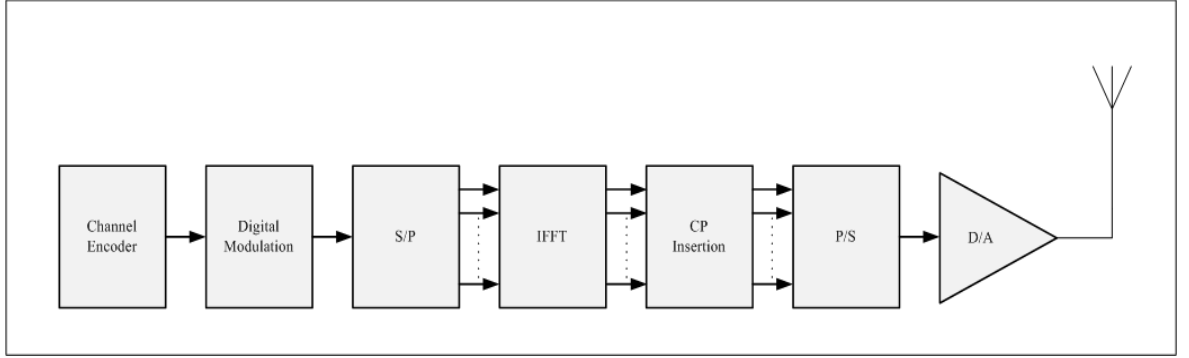 Channel
Encoder
Digital
Modulation
S/P
IFFT
CP
Insertion
P/S
D/A